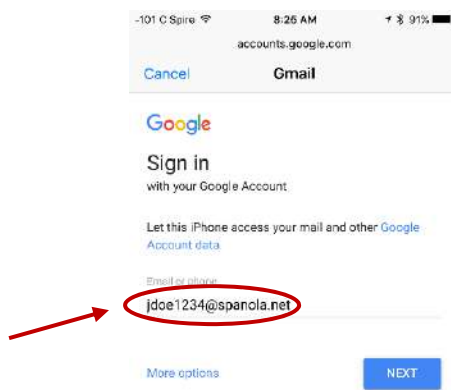 -101 C Spire 8:26 AM 91%
accounts.google.com
Cancel Gmail
Google
Sign in
with your Google Account
Let this iPhone access your mail and other Google
Account data
Email or phone
jdoe1234@spanola.net
More options NEXT